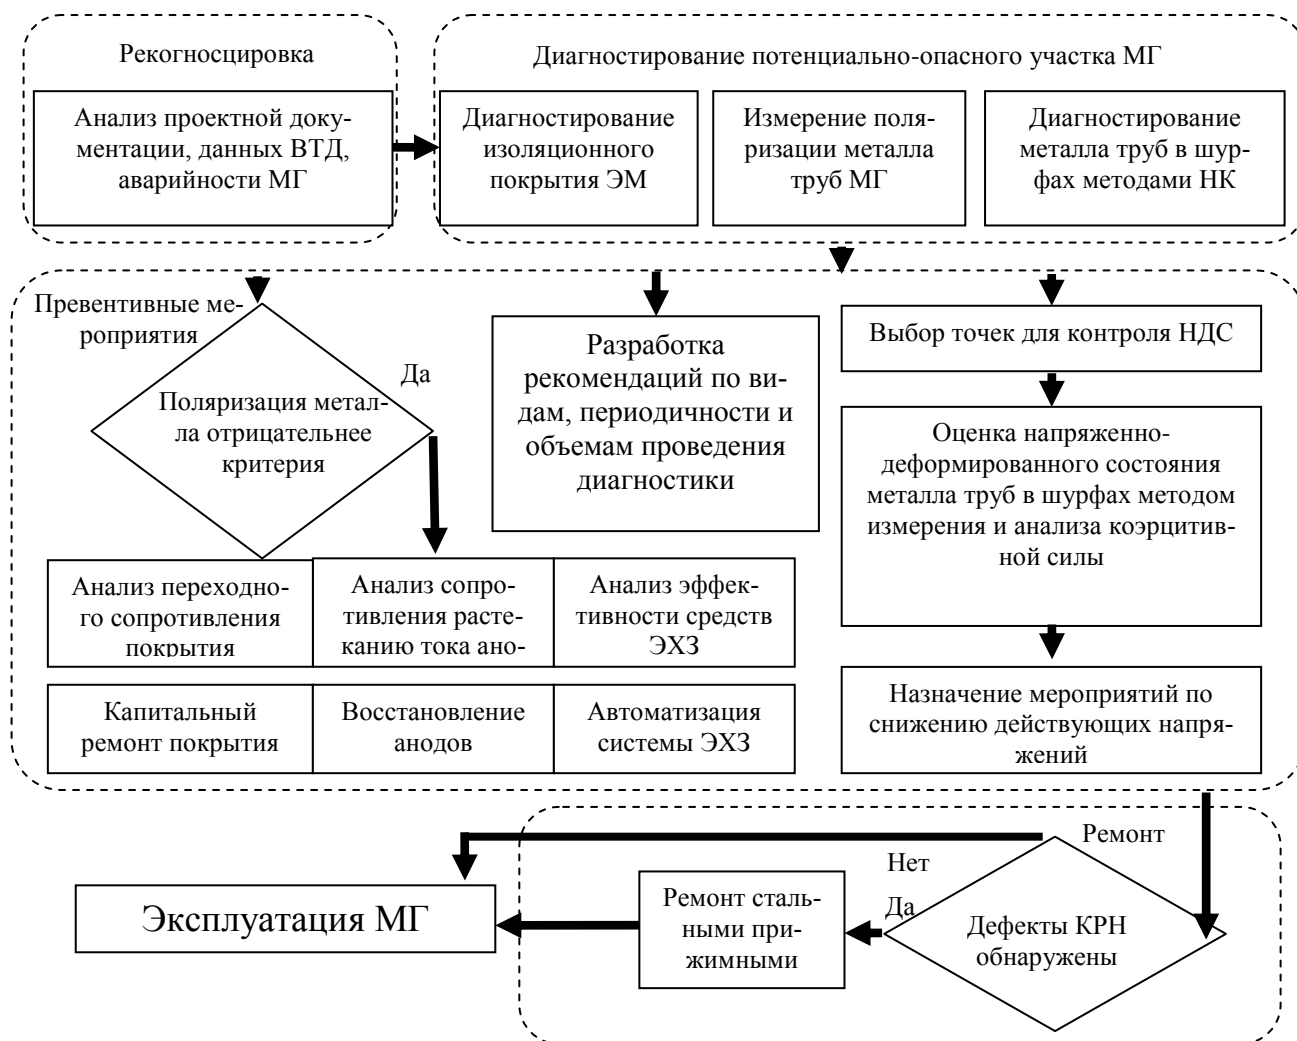 Рекогносцировка
Анализ проектной доку-
ментации, данных ВТД,
аварийности МГ
Диагностирование потенциально-опасного участка МГ
Диагностирование
изоляционного
покрытия ЭМ
Измерение поля-
ризации металла
труб МГ
Диагностирование
металла труб в шур-
фах методами НК
Превентивные ме-
роприятия
Да
Поляризация метал-
ла отрицательнее
критерия
Разработка
рекомендаций по ви-
дам, периодичности и
объемам проведения
диагностики
Выбор точек для контроля НДС
Оценка напряженно-
деформированного состояния
металла труб в шурфах методом
измерения и анализа коэрцитив-
ной силы
Анализ переходно-
го сопротивления
покрытия
Анализ сопро-
тивления расте-
канию тока ано-
Анализ эффек-
тивности средств
ЭХЗ
Капитальный
ремонт покрытия
Восстановление
анодов
Автоматизация
системы ЭХЗ
Назначение мероприятий по
снижению действующих напря-
жений
Ремонт
Нет
Да
Дефекты КРН
обнаружены
Ремонт сталь-
ными при-
жимными
Эксплуатация МГ